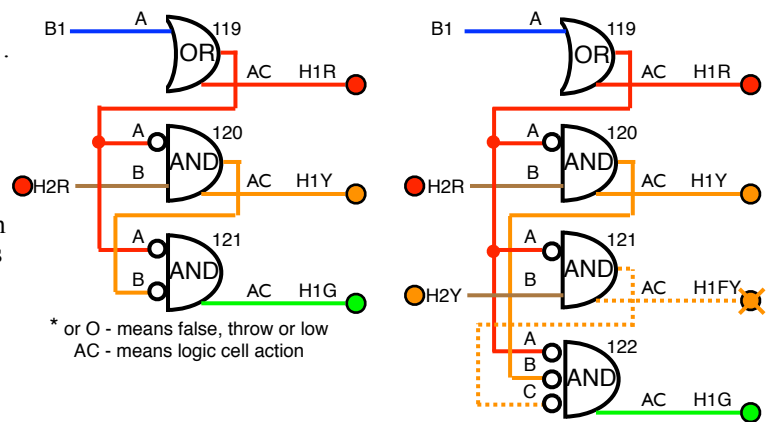 A 119
B1
OR
AC H1R
A 120
AND
H2R B AC H1Y
A 121
B AND
AC H1G
* or O - means false, throw or low
AC - means logic cell action
A 119
B1
OR
AC H1R
A 120
AND
H2R B AC H1Y
A 121
AND
H2Y B AC H1FY
A 122
B AND
C AC H1G
.
n
s